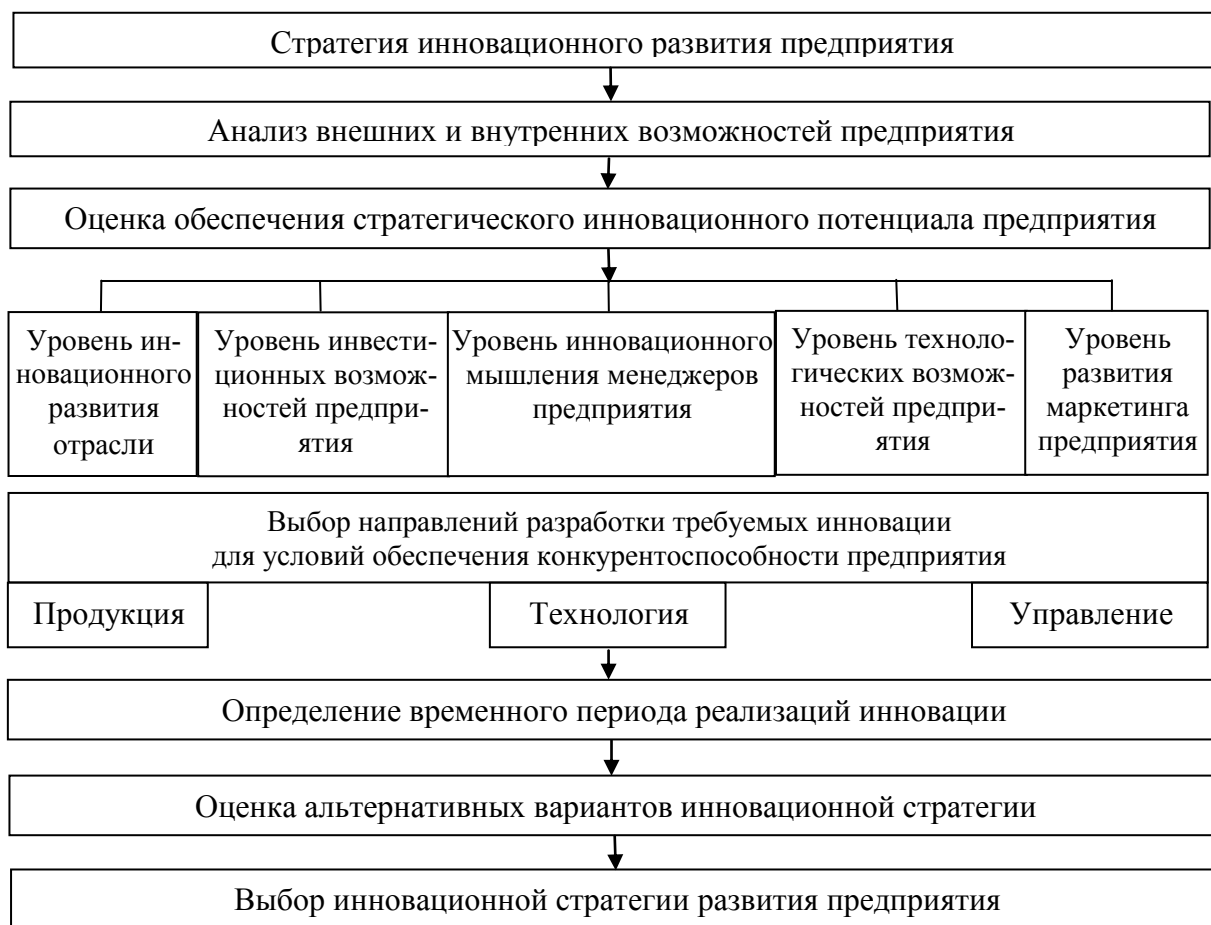 Стратегия инновационного развития предприятия
Анализ внешних и внутренних возможностей предприятия
Оценка обеспечения стратегического инновационного потенциала предприятия
Уровень ин-
новационного
развития
отрасли
Уровень инвести-
ционных возмож-
ностей предпри-
ятия
Уровень инновационного
мышления менеджеров
предприятия
Уровень техноло-
гических возмож-
ностей предпри-
ятия
Уровень
развития
маркетинга
предприятия
Выбор направлений разработки требуемых инновации
для условий обеспечения конкурентоспособности предприятия
Продукция
Технология
Управление
Определение временного периода реализаций инновации
Оценка альтернативных вариантов инновационной стратегии
Выбор инновационной стратегии развития предприятия